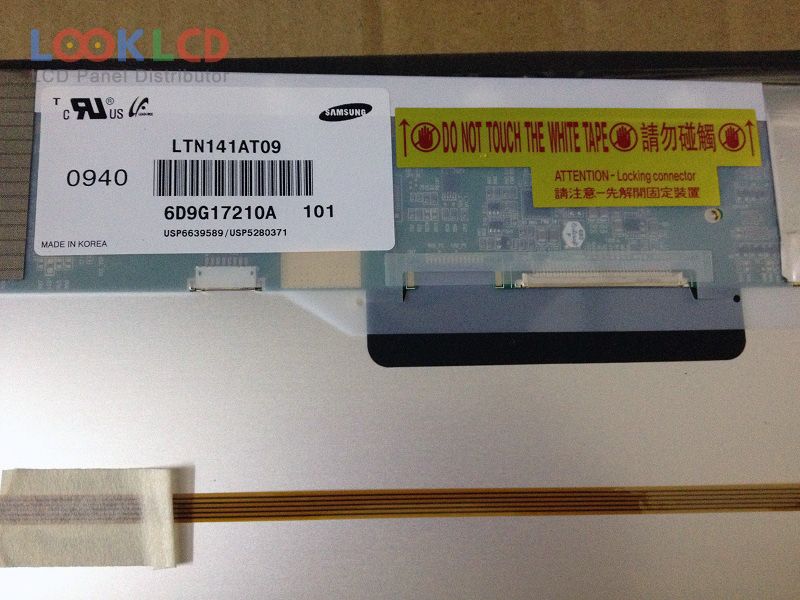 LOOKLCD
LCD Panel Distributor
T
c RU ® US
SAMSUNG
LTN141AT09
0940
6D9G17210A 101
USP6639589/USP5280371
MADE IN KOREA
DO NOT TOUCH THE WHITE TAPE 請勿碰觸
ATTENTION - Locking connector
請注意-先解開固定裝置